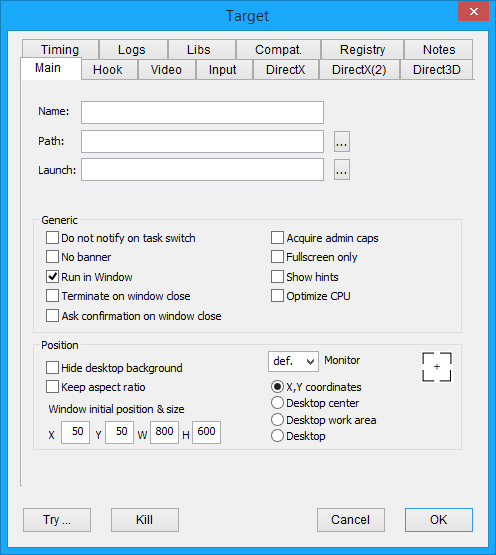 Target
Timing Logs Libs Compat. Registry Notes
Main Hook Video Input DirectX DirectX(2) Direct3D
Name:
Path: ...
Launch: ...
Generic
Do not notify on task switch Acquire admin caps
No banner Fullscreen only
Run in Window Show hints
Terminate on window close Optimize CPU
Ask confirmation on window close
Position
Hide desktop background def. Monitor
Keep aspect ratio X,Y coordinates
Window initial position & size Desktop center
X 50 Y 50 W 800 H 600 Desktop work area
Desktop
Try ... Kill Cancel OK